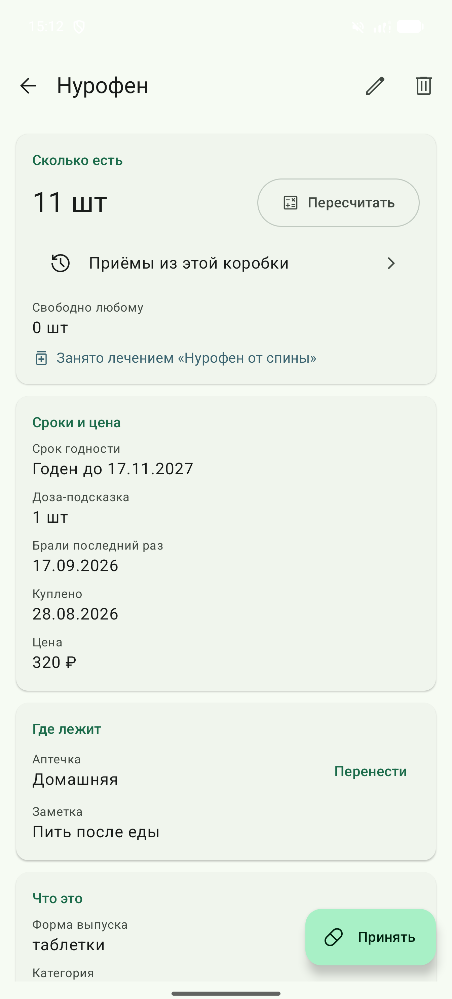 15:12
Нурофен
Сколько есть
11 шт
Пересчитать
Приёмы из этой коробки
Свободно любому
0 шт
Занято лечением «Нурофен от спины»
Сроки и цена
Срок годности
Годен до 17.11.2027
Доза-подсказка
1 шт
Брали последний раз
17.09.2026
Куплено
28.08.2026
Цена
320 ₽
Где лежит
Аптечка
Домашняя
Перенести
Заметка
Пить после еды
Что это
Форма выпуска
таблетки
Принять
Категория